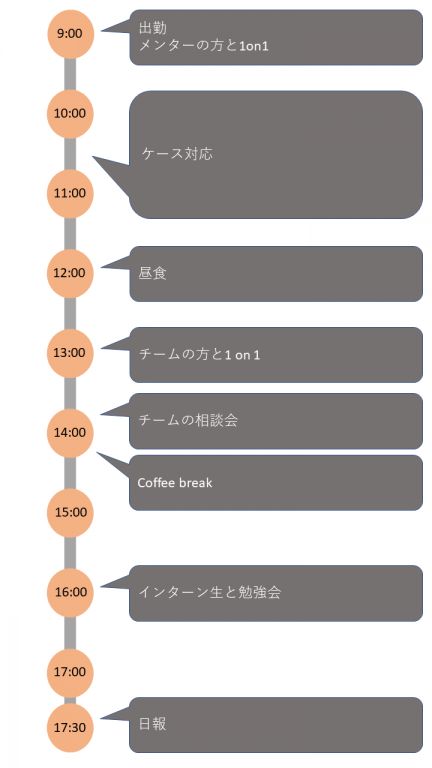 9:00
出勤
メンターの方と1on1
10:00
ケース対応
11:00
12:00
昼食
13:00
チームの方と1 on 1
14:00
チームの相談会
Coffee break
15:00
16:00
インターン生と勉強会
17:00
17:30
日報